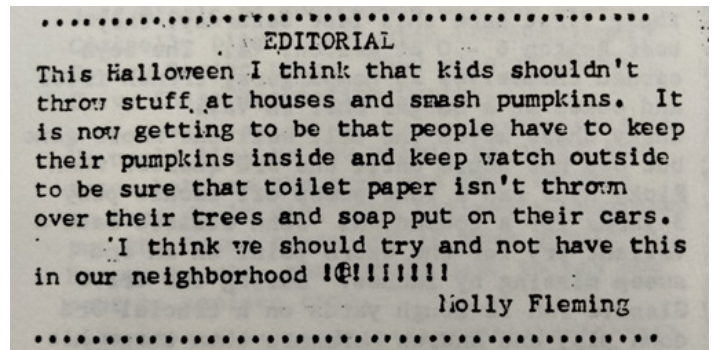 EDITORIAL
This Halloween I think that kids shouldn't
throw stuff at houses and smash pumpkins. It
is now getting to be that people have to keep
their pumpkins inside and keep watch outside
to be sure that toilet paper isn't thrown
over their trees and soap put on their cars.
I think we should try and not have this
in our neighborhood !@!!!!!!!!
Holly Fleming